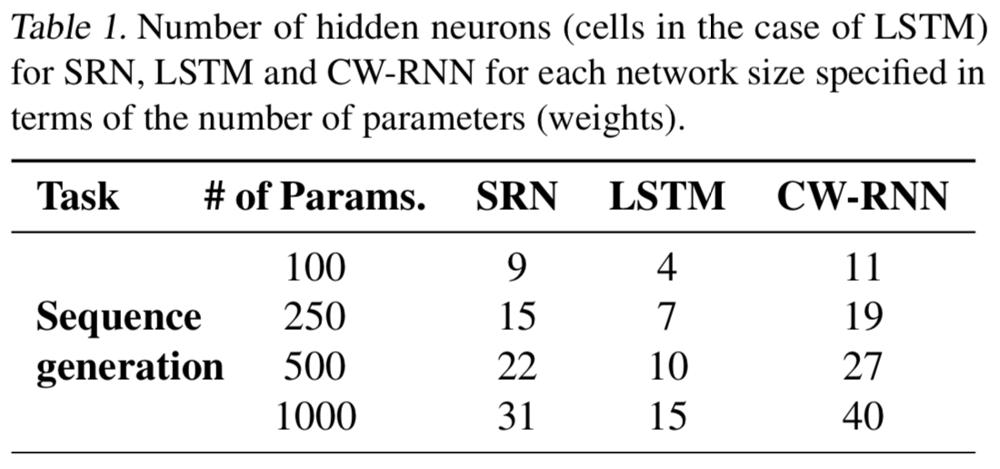 Table 1. Number of hidden neurons (cells in the case of LSTM)
for SRN, LSTM and CW-RNN for each network size specified in
terms of the number of parameters (weights).
Task # of Params. SRN LSTM CW-RNN
100 9 4 11
Sequence 250 15 7 19
generation 500 22 10 27
1000 31 15 40